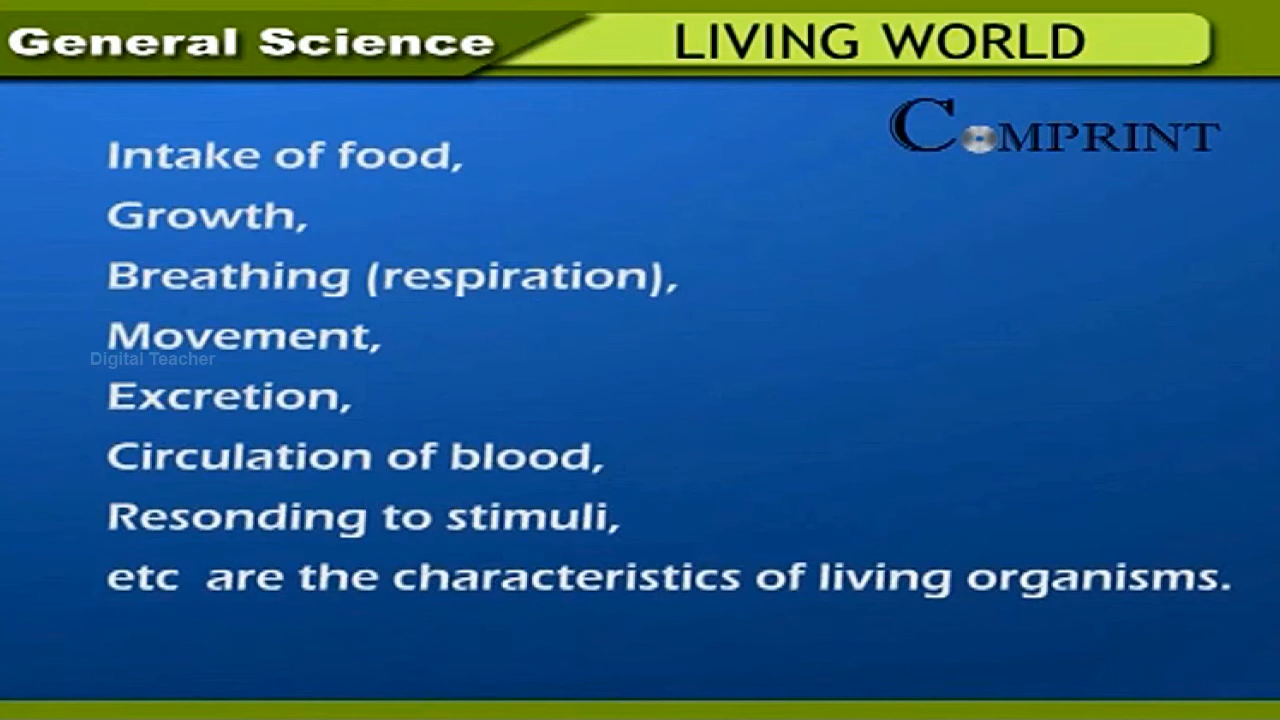 General Science
LIVING WORLD
COMPRINT
Intake of food,
Growth,
Breathing (respiration),
Movement,
Digital Teacher
Excretion,
Circulation of blood,
Resonding to stimuli,
etc are the characteristics of living organisms.